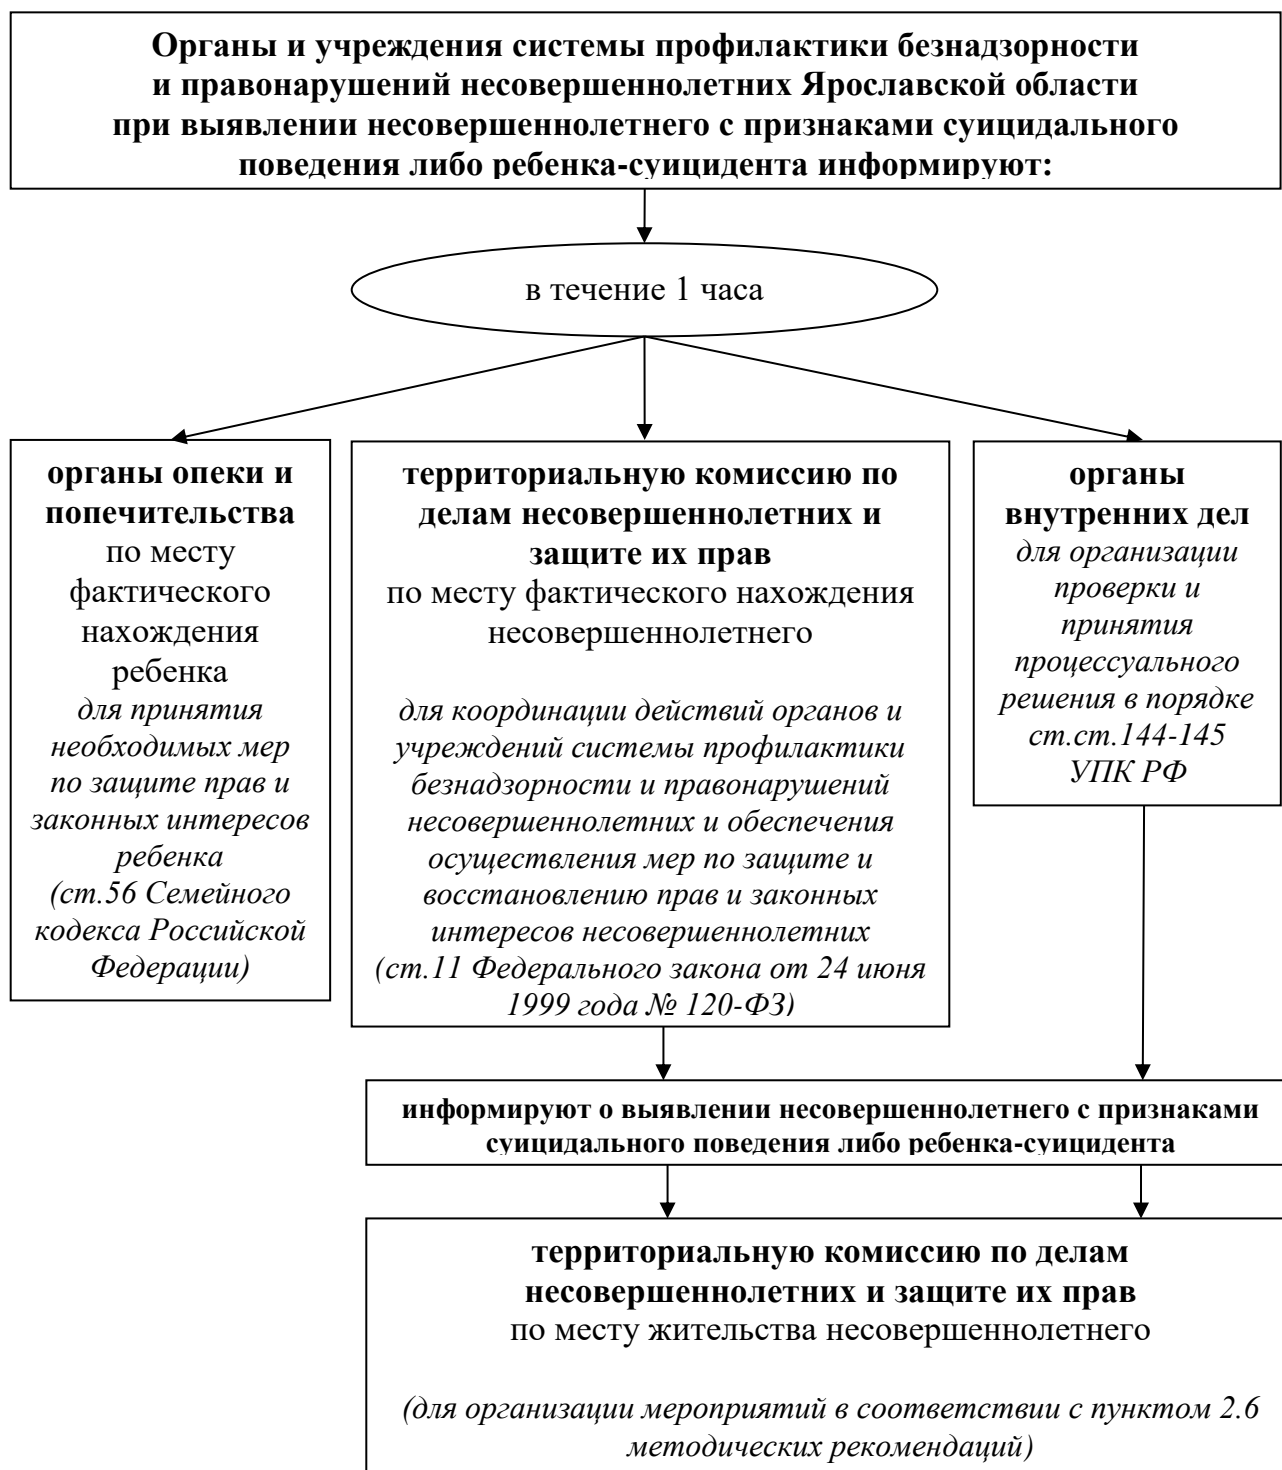 Органы и учреждения системы профилактики безнадзорности
и правонарушений несовершеннолетних Ярославской области
при выявлении несовершеннолетнего с признаками суицидального
поведения либо ребенка-суицидента информируют:
в течение 1 часа
органы опеки и
попечительства
по месту
фактического
нахождения
ребенка
для принятия
необходимых мер
по защите прав и
законных интересов
ребенка
(ст.56 Семейного
кодекса Российской
Федерации)
территориальную комиссию по
делам несовершеннолетних и
защите их прав
по месту фактического нахождения
несовершеннолетнего
для координации действий органов и
учреждений системы профилактики
безнадзорности и правонарушений
несовершеннолетних и обеспечения
осуществления мер по защите и
восстановлению прав и законных
интересов несовершеннолетних
(ст.11 Федерального закона от 24 июня
1999 года № 120-ФЗ)
органы
внутренних дел
для организации
проверки и
принятия
процессуального
решения в порядке
ст.ст.144-145
УПК РФ
информируют о выявлении несовершеннолетнего с признаками
суицидального поведения либо ребенка-суицидента
территориальную комиссию по делам
несовершеннолетних и защите их прав
по месту жительства несовершеннолетнего
(для организации мероприятий в соответствии с пунктом 2.6
методических рекомендаций)